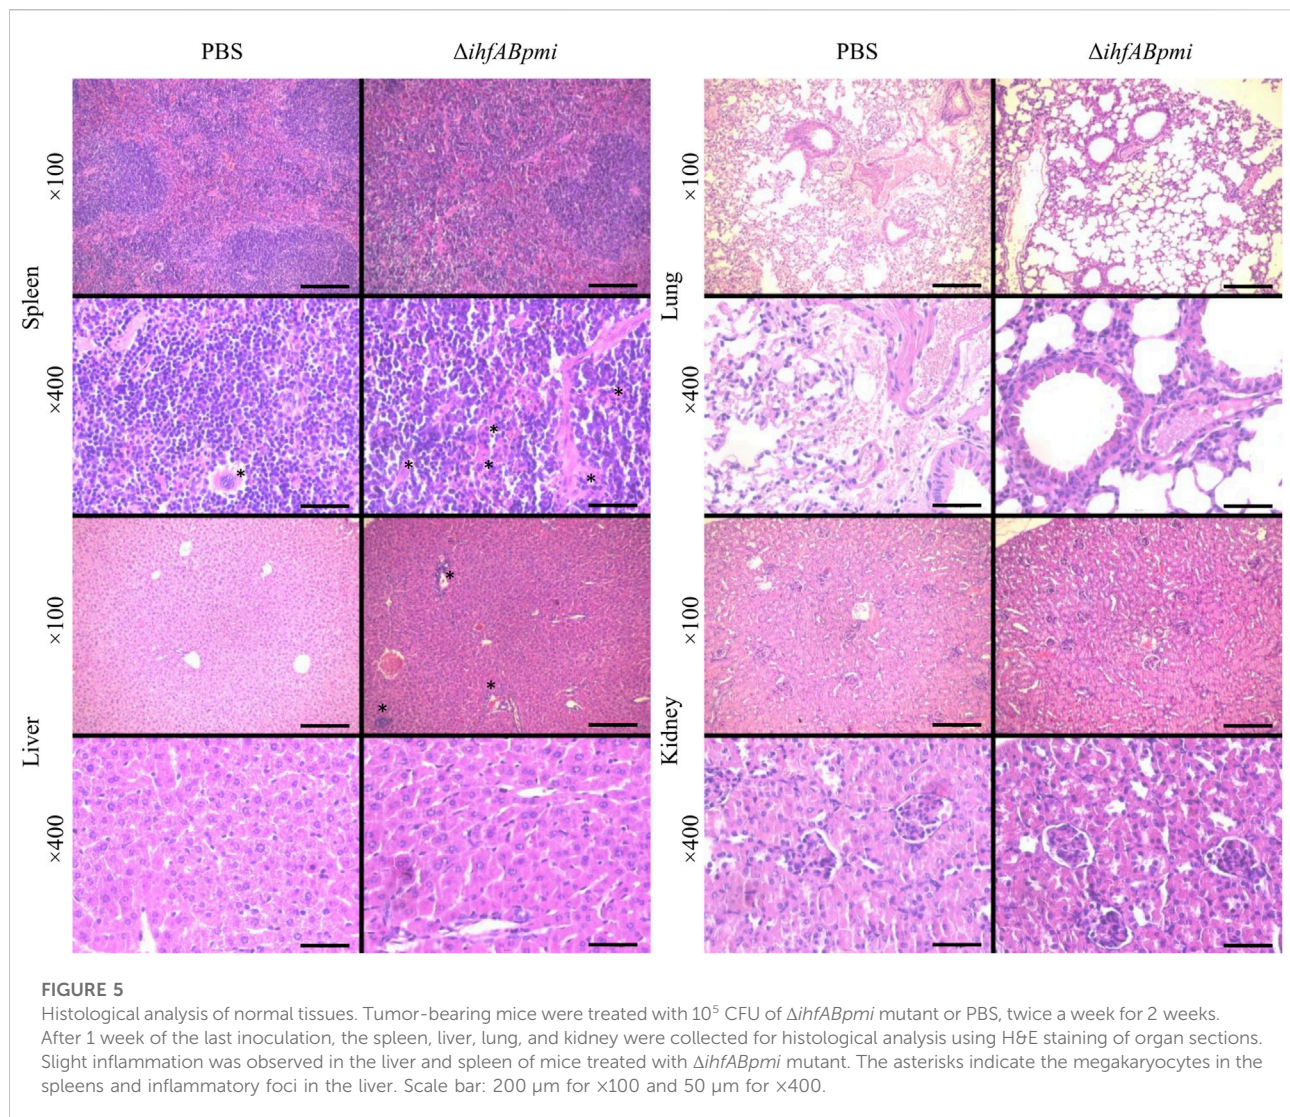 PBS
ΔihfABpmi
PBS
ΔihfABpmi
Spleen
×100
×400
*
*
*
*
*
*
Liver
×100
×400
*
*
*
Lung
×100
×400
Kidney
×100
×400
FIGURE 5
Histological analysis of normal tissues. Tumor-bearing mice were treated with 10⁵ CFU of ΔihfABpmi mutant or PBS, twice a week for 2 weeks.
After 1 week of the last inoculation, the spleen, liver, lung, and kidney were collected for histological analysis using H&E staining of organ sections.
Slight inflammation was observed in the liver and spleen of mice treated with ΔihfABpmi mutant. The asterisks indicate the megakaryocytes in the
spleens and inflammatory foci in the liver. Scale bar: 200 μm for ×100 and 50 μm for ×400.